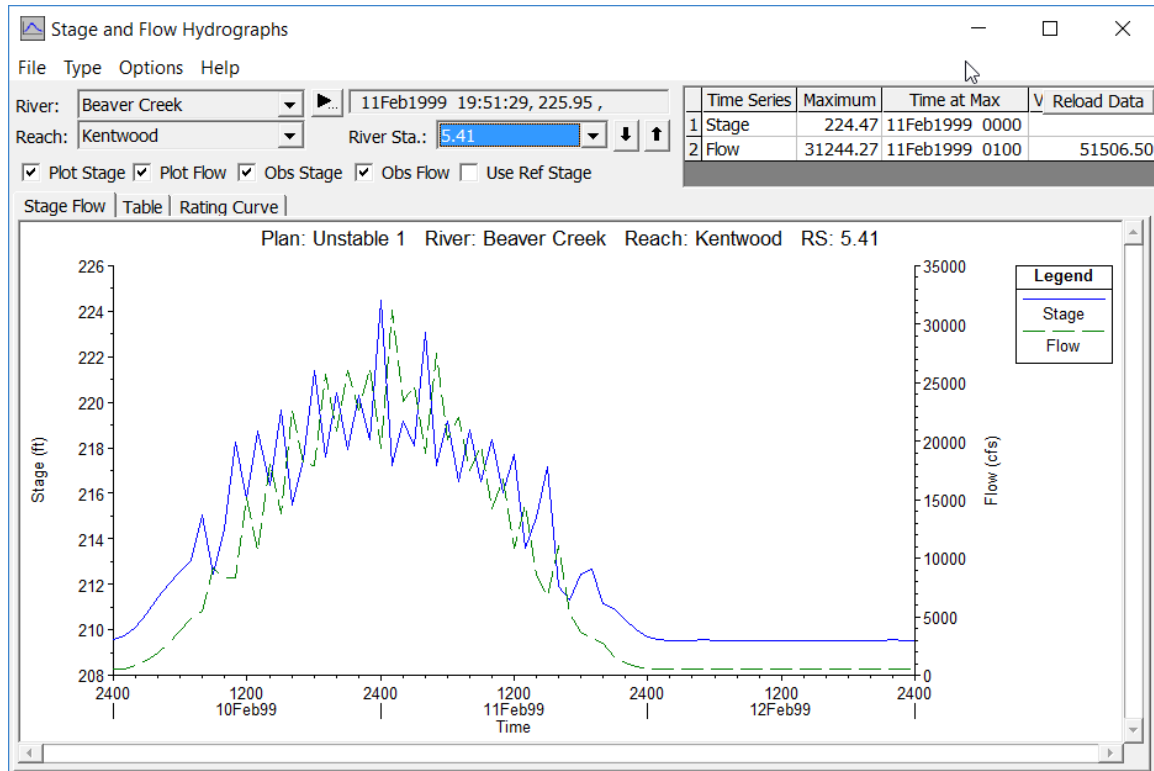 Stage and Flow Hydrographs
File Type Options Help
River: Beaver Creek 11Feb1999 19:51:29, 225.95 ,
Reach: Kentwood River Sta.: 5.41
Plot Stage Plot Flow Obs Stage Obs Flow Use Ref Stage
Time Series Maximum Time at Max V Reload Data
1 Stage 224.47 11Feb1999 0000
2 Flow 31244.27 11Feb1999 0100 51506.50
Stage Flow Table Rating Curve
Plan: Unstable 1 River: Beaver Creek Reach: Kentwood RS: 5.41
226
224
222
220
218
216
214
212
210
208
Stage (ft)
35000
30000
25000
20000
15000
10000
5000
0
Flow (cfs)
Legend
Stage
Flow
2400 1200 2400 1200 2400 1200 2400
10Feb99 11Feb99 12Feb99
Time